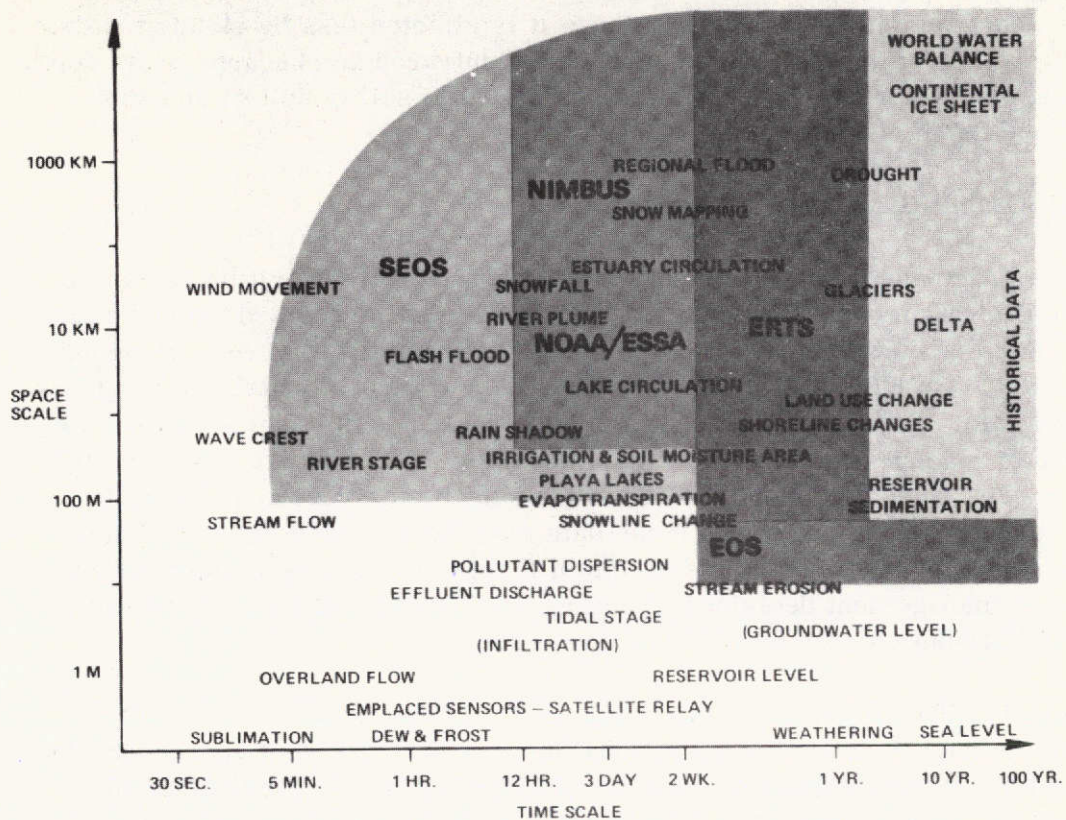 WORLD WATER
BALANCE
CONTINENTAL
ICE SHEET
1000 KM
REGIONAL FLOOD
DROUGHT
NIMBUS
SNOW MAPPING
SEOS
ESTUARY CIRCULATION
WIND MOVEMENT
SNOWFALL
GLACIERS
RIVER PLUME
10 KM
ERTS
DELTA
NOAA/ESSA
FLASH FLOOD
HISTORICAL DATA
SPACE
SCALE
LAKE CIRCULATION
LAND USE CHANGE
SHORELINE CHANGES
WAVE CREST
RAIN SHADOW
RIVER STAGE
IRRIGATION & SOIL MOISTURE AREA
PLAYA LAKES
RESERVOIR
SEDIMENTATION
100 M
EVAPOTRANSPIRATION
STREAM FLOW
SNOWLINE CHANGE
EOS
POLLUTANT DISPERSION
EFFLUENT DISCHARGE
STREAM EROSION
TIDAL STAGE
(GROUNDWATER LEVEL)
(INFILTRATION)
1 M
OVERLAND FLOW
RESERVOIR LEVEL
EMPLACED SENSORS – SATELLITE RELAY
SUBLIMATION
DEW & FROST
WEATHERING
SEA LEVEL
30 SEC.
5 MIN.
1 HR.
12 HR.
3 DAY
2 WK.
1 YR.
10 YR.
100 YR.
TIME SCALE